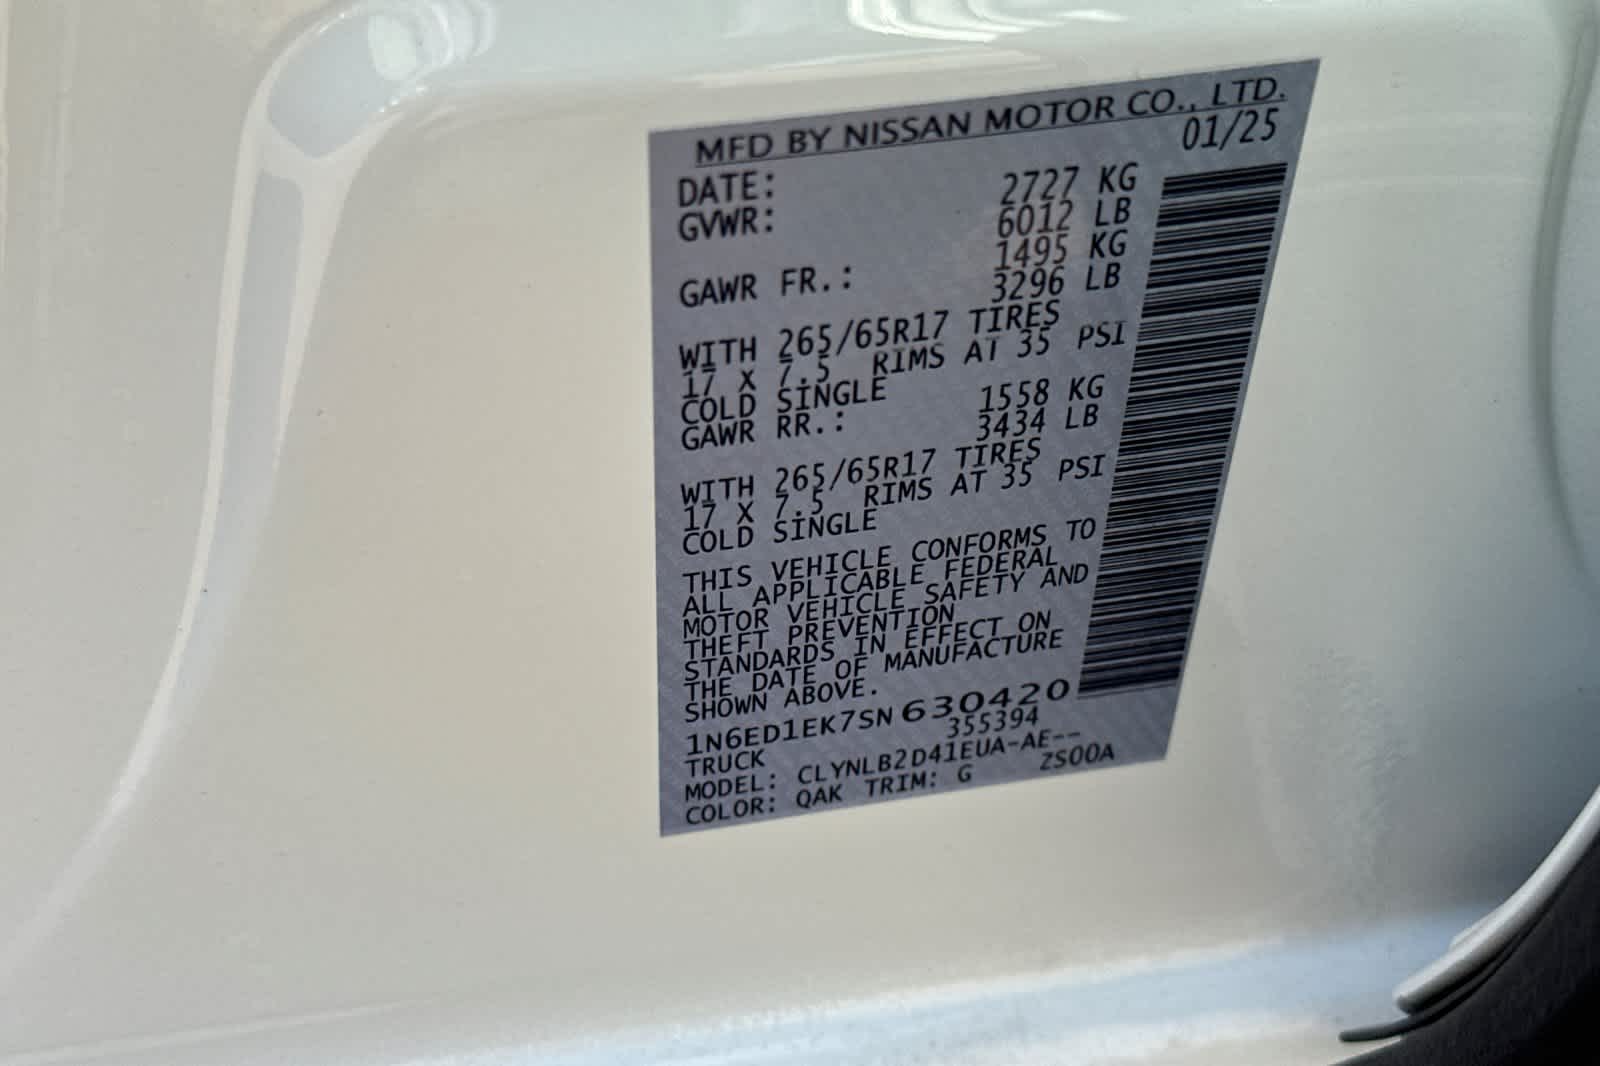 MFD BY NISSAN MOTOR CO., LTD.
DATE: 01/25
GVWR: 2727 KG
6012 LB
GAWR FR.: 1495 KG
3296 LB
WITH 265/65R17 TIRES
17 X 7.5 RIMS AT 35 PSI
COLD SINGLE
GAWR RR.: 1558 KG
3434 LB
WITH 265/65R17 TIRES
17 X 7.5 RIMS AT 35 PSI
COLD SINGLE
THIS VEHICLE CONFORMS TO
ALL APPLICABLE FEDERAL
MOTOR VEHICLE SAFETY AND
THEFT PREVENTION
STANDARDS IN EFFECT ON
THE DATE OF MANUFACTURE
SHOWN ABOVE.
1N6ED1EK7SN630420
TRUCK 355394
MODEL: CLYNLB2D41EUA-AE--
COLOR: QAK TRIM: G ZS00A